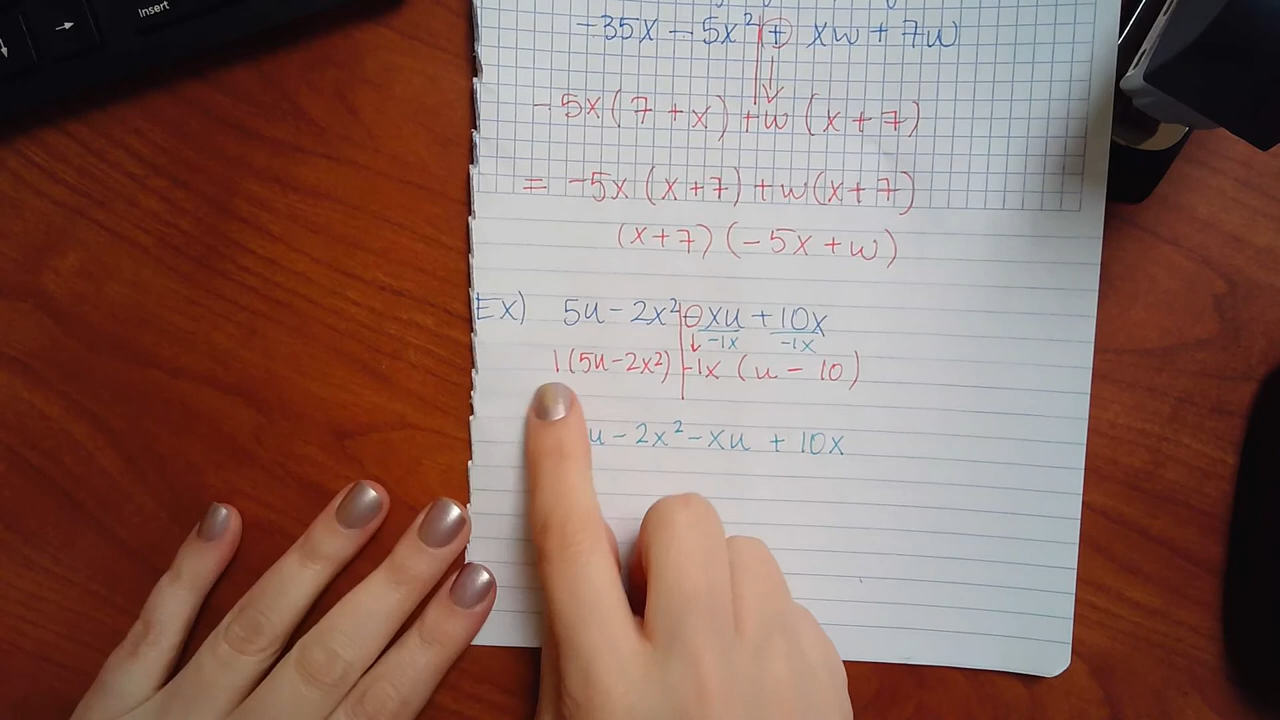 Insert
→
-35x - 5x² + xw + 7w
-5x(7 + x) + w (x + 7)
= -5x (x+7) + w(x+7)
(x+7) (-5x + w)
Ex) 5u - 2x² - xu + 10x
-1x -1x
1(5u-2x²) -1x (u - 10)
u - 2x² - xu + 10x